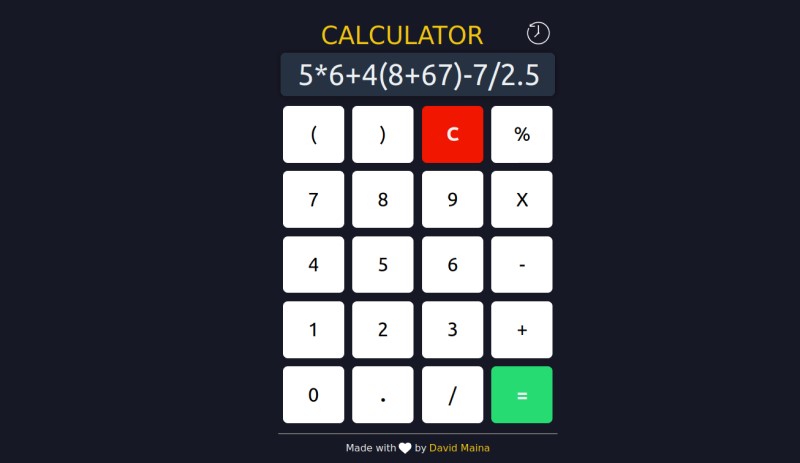 CALCULATOR
5*6+4(8+67)-7/2.5
( ) C %
7 8 9 X
4 5 6 -
1 2 3 +
0 . / =
Made with by David Maina